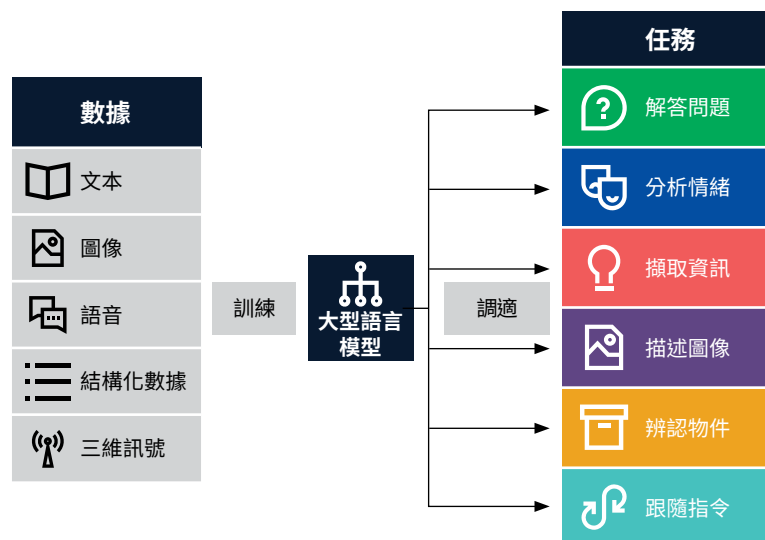 數據
文本
圖像
語音
結構化數據
三維訊號
訓練
大型語言
模型
調適
任務
解答問題
分析情緒
擷取資訊
描述圖像
辨認物件
跟隨指令